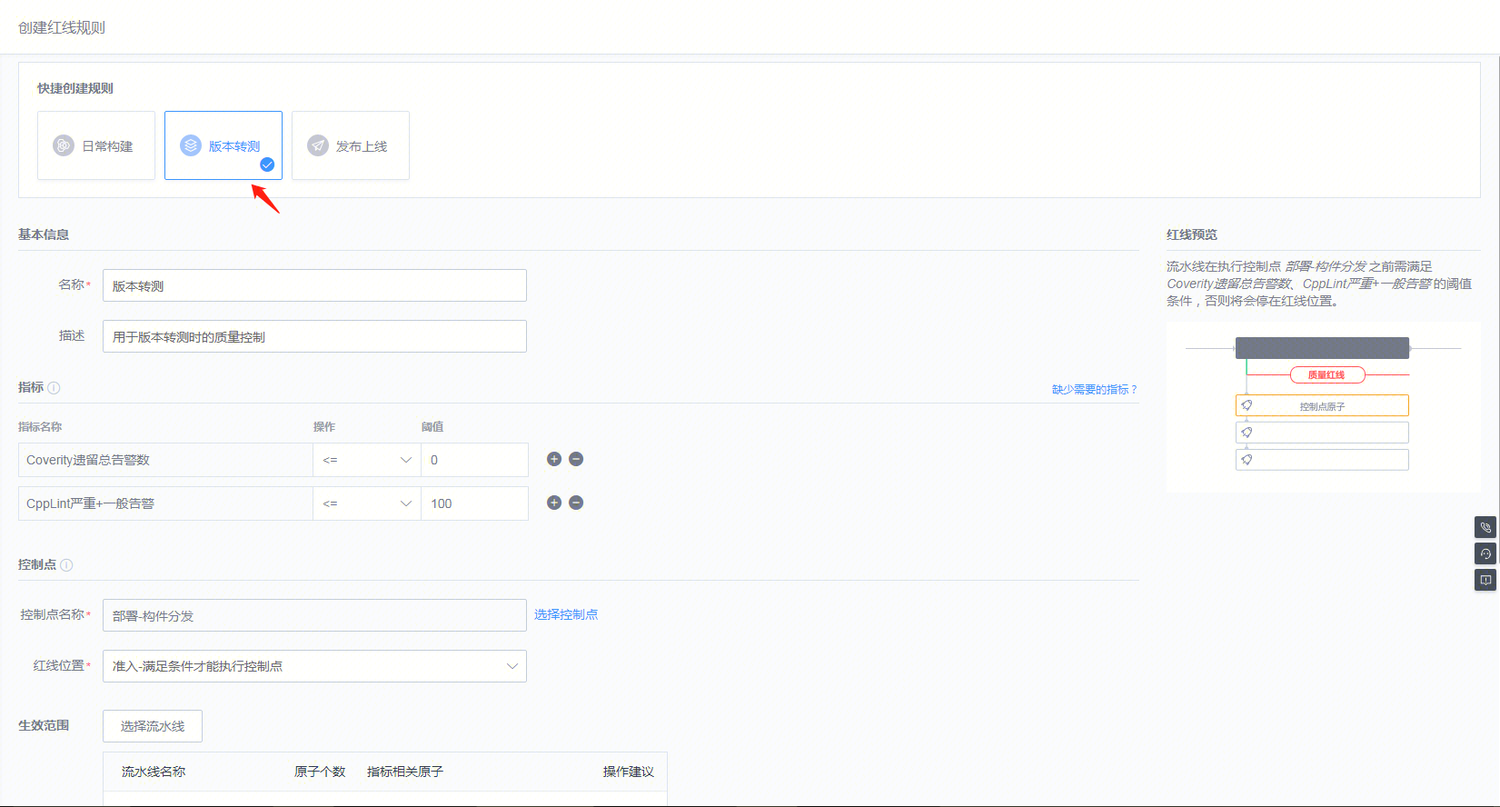 创建红线规则
快捷创建规则
日常构建
版本转测
发布上线
基本信息
名称*
版本转测
描述
用于版本转测时的质量控制
指标
缺少需要的指标？
指标名称 操作 阈值
Coverity遗留总告警数 <= 0
CppLint严重+一般告警 <= 100
控制点
控制点名称*
部署-构件分发
选择控制点
红线位置*
准入-满足条件才能执行控制点
生效范围
选择流水线
流水线名称 原子个数 指标相关原子 操作建议
红线预览
流水线在执行控制点 部署-构件分发 之前需满足
Coverity遗留总告警数、CppLint严重+一般告警 的阈值
条件，否则将会停在红线位置。
质量红线
控制点原子